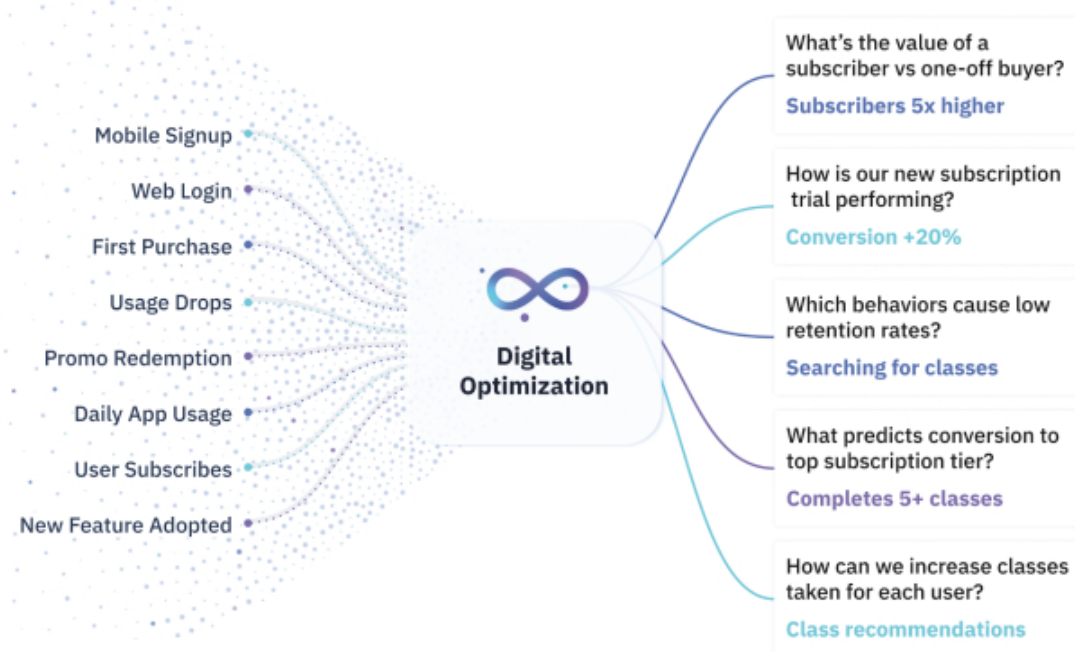 Mobile Signup
Web Login
First Purchase
Usage Drops
Promo Redemption
Daily App Usage
User Subscribes
New Feature Adopted
Digital
Optimization
What's the value of a
subscriber vs one-off buyer?
Subscribers 5x higher
How is our new subscription
trial performing?
Conversion +20%
Which behaviors cause low
retention rates?
Searching for classes
What predicts conversion to
top subscription tier?
Completes 5+ classes
How can we increase classes
taken for each user?
Class recommendations